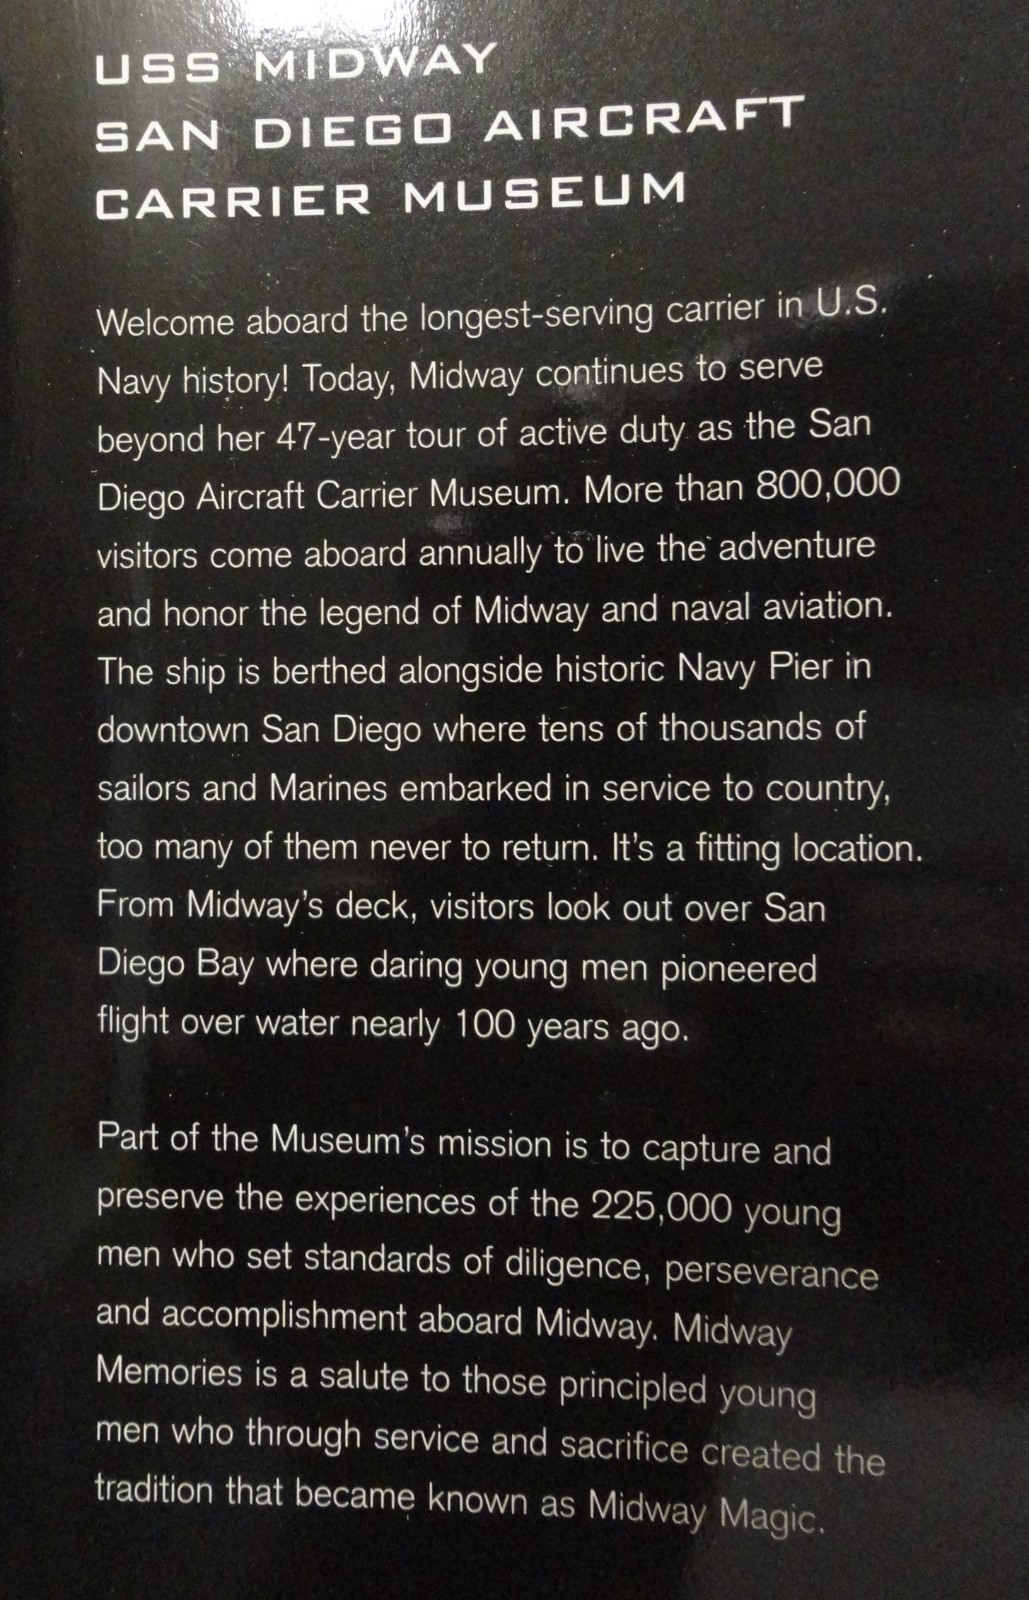 USS MIDWAY
SAN DIEGO AIRCRAFT
CARRIER MUSEUM
Welcome aboard the longest-serving carrier in U.S.
Navy history! Today, Midway continues to serve
beyond her 47-year tour of active duty as the San
Diego Aircraft Carrier Museum. More than 800,000
visitors come aboard annually to live the adventure
and honor the legend of Midway and naval aviation.
The ship is berthed alongside historic Navy Pier in
downtown San Diego where tens of thousands of
sailors and Marines embarked in service to country,
too many of them never to return. It's a fitting location.
From Midway's deck, visitors look out over San
Diego Bay where daring young men pioneered
flight over water nearly 100 years ago.
Part of the Museum's mission is to capture and
preserve the experiences of the 225,000 young
men who set standards of diligence, perseverance
and accomplishment aboard Midway. Midway
Memories is a salute to those principled young
men who through service and sacrifice created the
tradition that became known as Midway Magic.